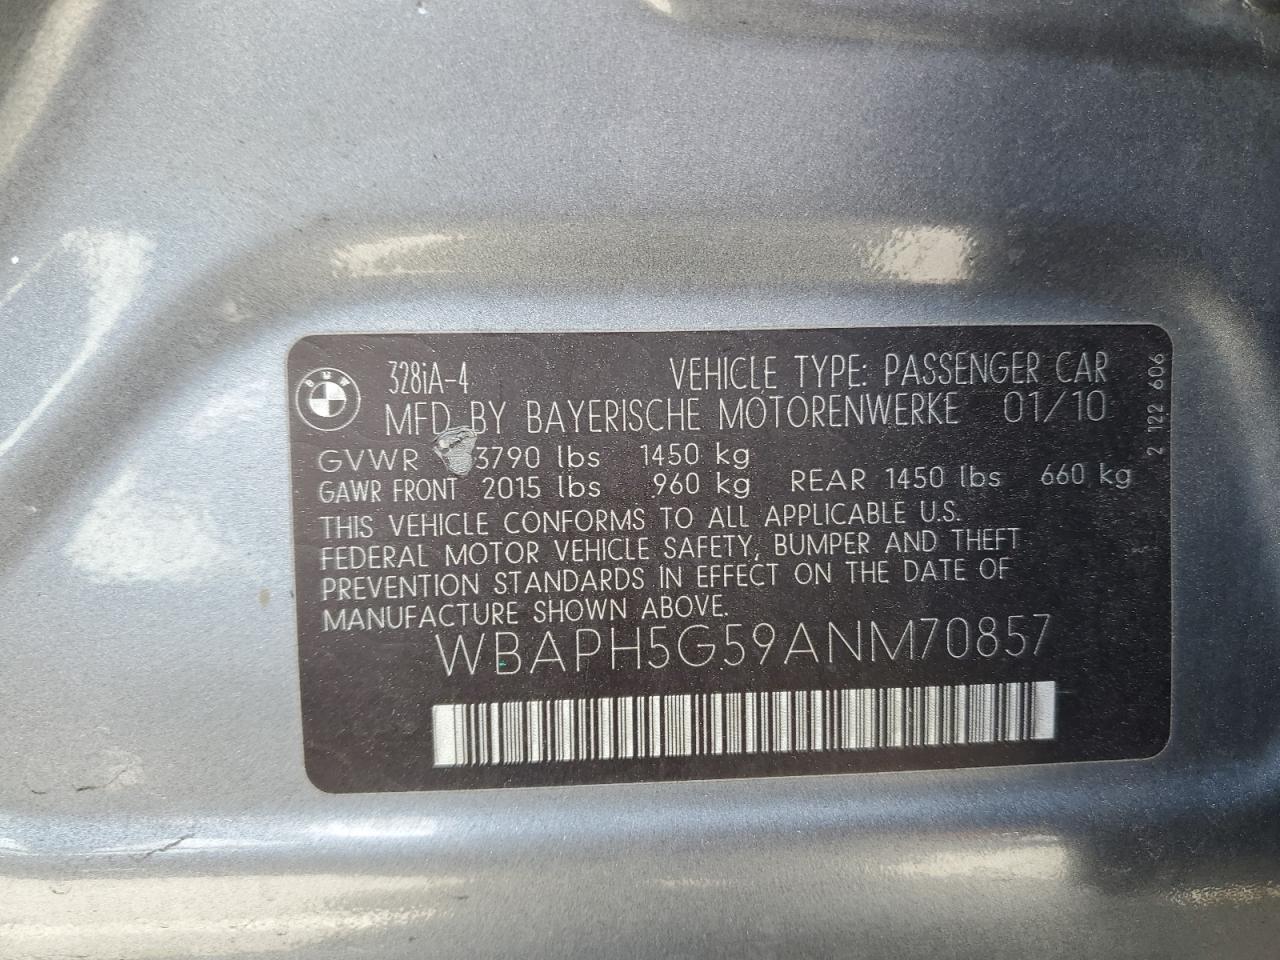 BMW
328iA-4 VEHICLE TYPE: PASSENGER CAR
MFD BY BAYERISCHE MOTORENWERKE 01/10
GVWR 3790 lbs 1450 kg
GAWR FRONT 2015 lbs 960 kg REAR 1450 lbs 660 kg
THIS VEHICLE CONFORMS TO ALL APPLICABLE U.S.
FEDERAL MOTOR VEHICLE SAFETY, BUMPER AND THEFT
PREVENTION STANDARDS IN EFFECT ON THE DATE OF
MANUFACTURE SHOWN ABOVE.
WBAPH5G59ANM70857
2 122 606